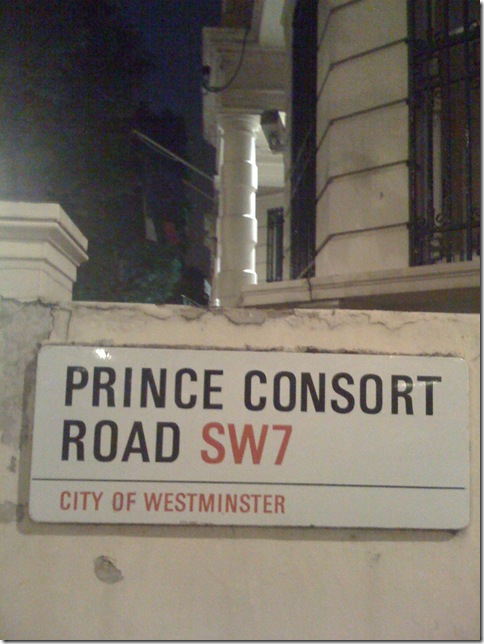 PRINCE CONSORT
ROAD SW7
CITY OF WESTMINSTER